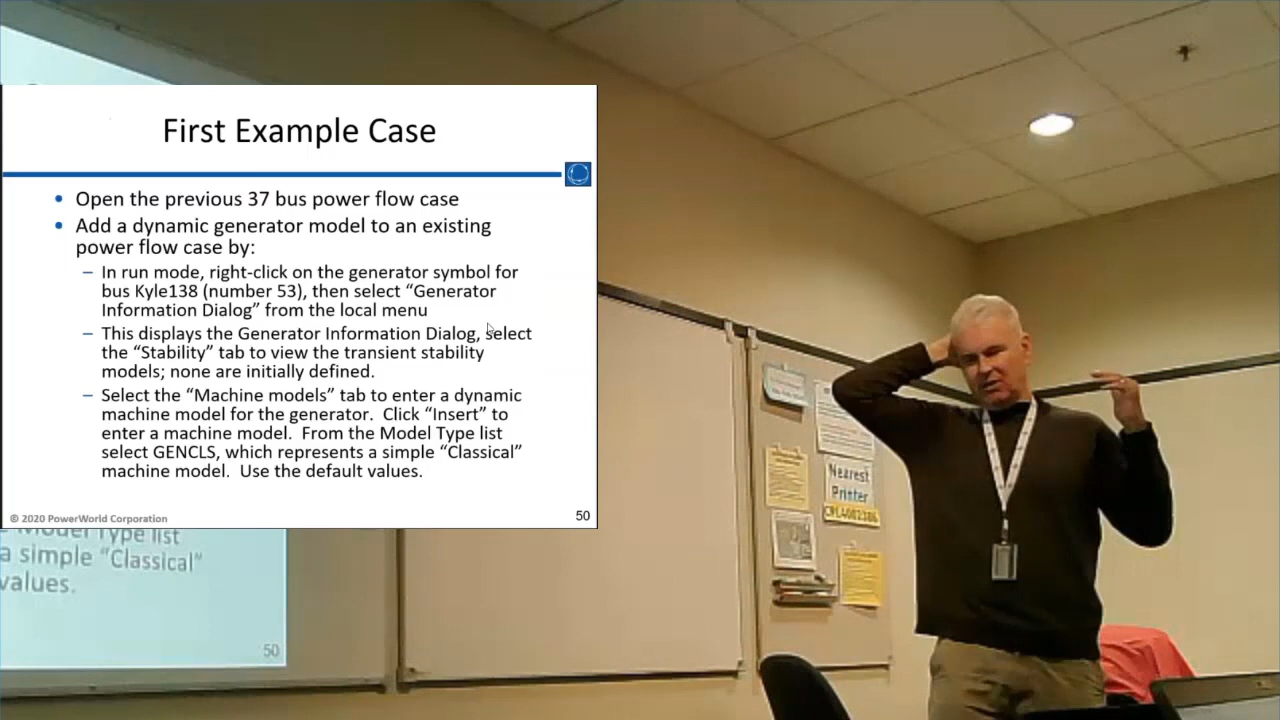 First Example Case
• Open the previous 37 bus power flow case
• Add a dynamic generator model to an existing
power flow case by:
– In run mode, right-click on the generator symbol for
bus Kyle138 (number 53), then select “Generator
Information Dialog” from the local menu
– This displays the Generator Information Dialog, select
the “Stability” tab to view the transient stability
models; none are initially defined.
– Select the “Machine models” tab to enter a dynamic
machine model for the generator.  Click “Insert” to
enter a machine model.  From the Model Type list
select GENCLS, which represents a simple “Classical”
machine model.  Use the default values.
© 2020 PowerWorld Corporation
50
Model Type list
a simple “Classical”
values.
50
Nearest
Printer